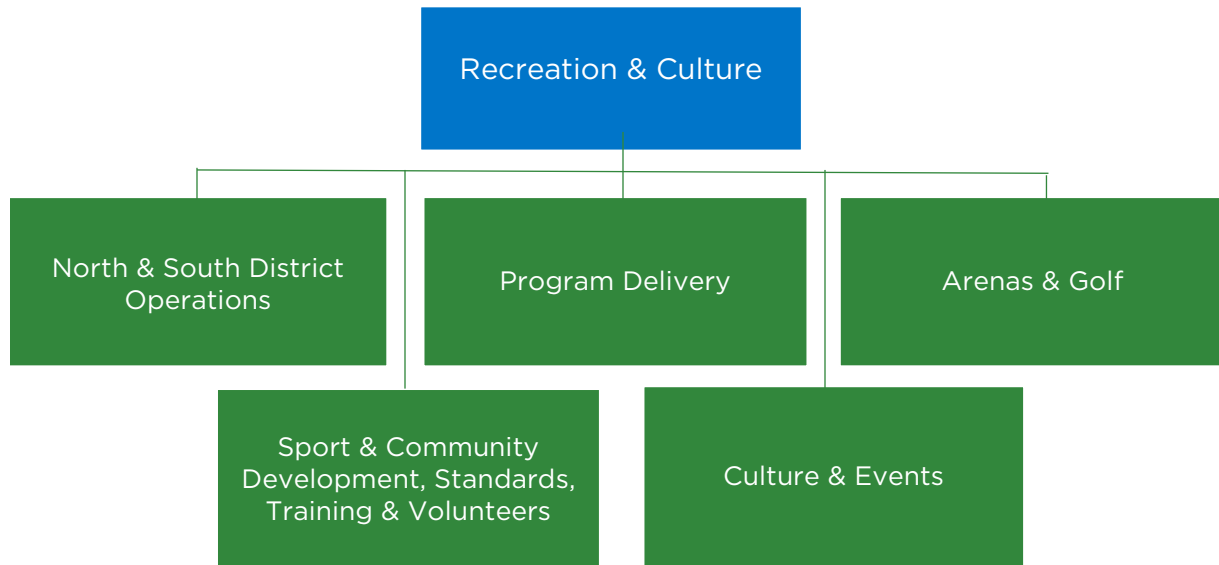 Recreation & Culture
North & South District
Operations
Program Delivery
Arenas & Golf
Sport & Community
Development, Standards,
Training & Volunteers
Culture & Events